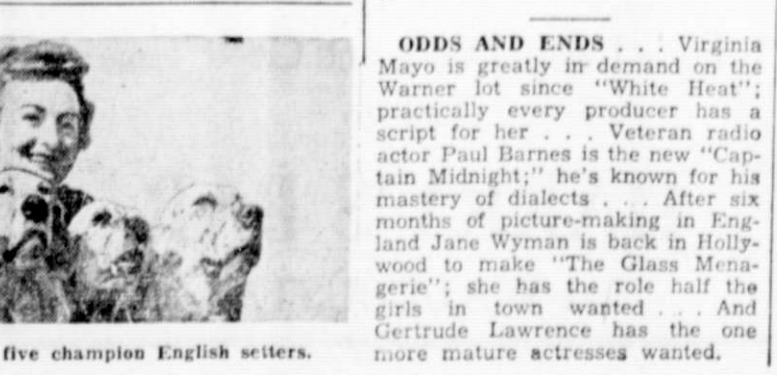 five champion English setters.
ODDS AND ENDS . . . Virginia
Mayo is greatly in demand on the
Warner lot since "White Heat";
practically every producer has a
script for her . . . Veteran radio
actor Paul Barnes is the new "Cap-
tain Midnight;" he's known for his
mastery of dialects . . . After six
months of picture-making in Eng-
land Jane Wyman is back in Holly-
wood to make "The Glass Mena-
gerie"; she has the role half the
girls in town wanted . . . And
Gertrude Lawrence has the one
more mature actresses wanted.